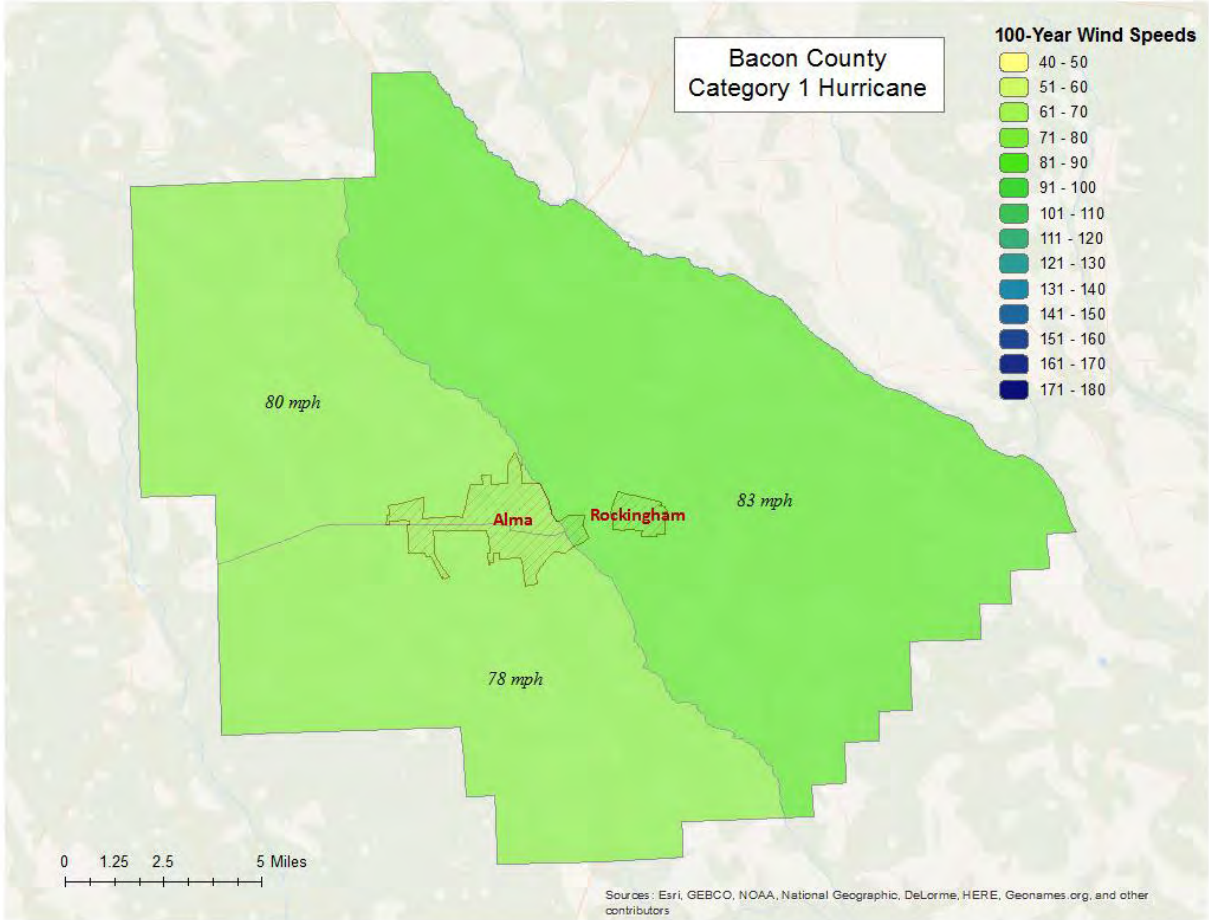 Bacon County
Category 1 Hurricane
100-Year Wind Speeds
40 - 50
51 - 60
61 - 70
71 - 80
81 - 90
91 - 100
101 - 110
111 - 120
121 - 130
131 - 140
141 - 150
151 - 160
161 - 170
171 - 180
80 mph
83 mph
Alma
Rockingham
78 mph
0 1.25 2.5 5 Miles
Sources: Esri, GEBCO, NOAA, National Geographic, DeLorme, HERE, Geonames.org, and other
contributors